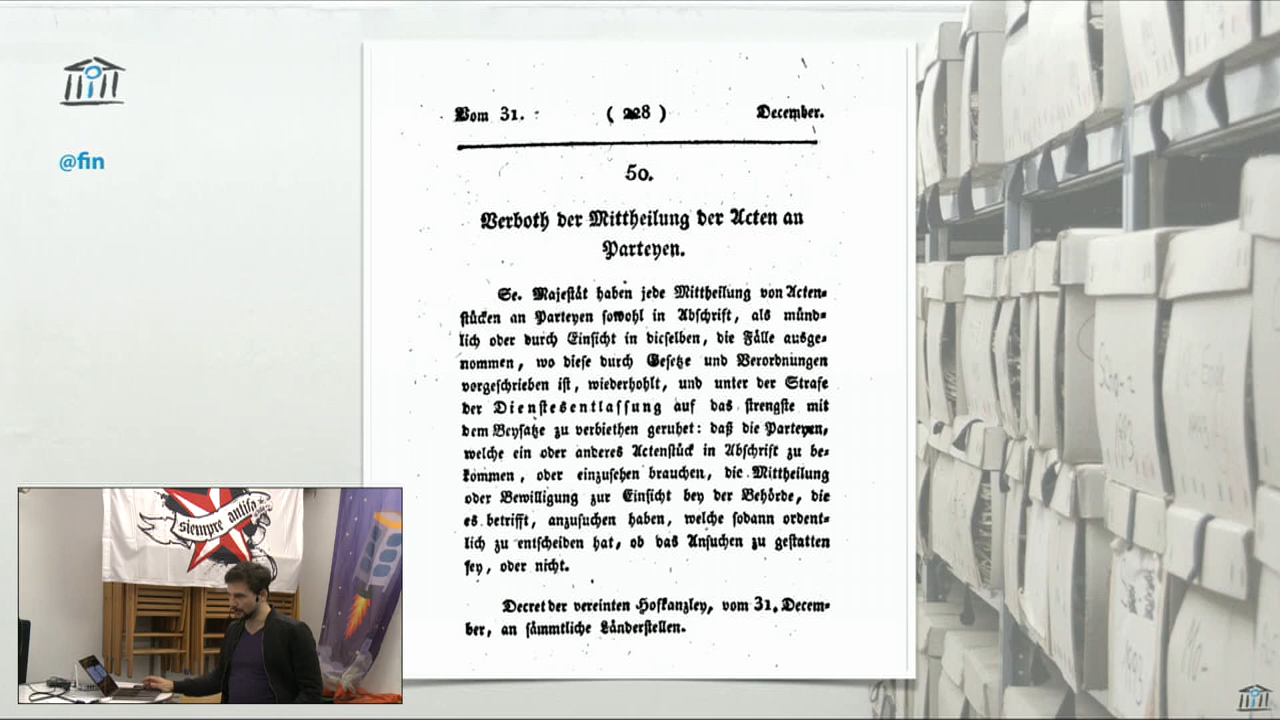 @fin
Vom 31. ( 228 ) December.
50.
Verboth der Mittheilung der Acten an
Parteyen.
Se. Majestät haben jede Mittheilung von Acten-
stücken an Parteyen sowohl in Abschrift, als münd-
lich oder durch Einsicht in dieselben, die Fälle ausge-
nommen, wo diese durch Gesetze und Verordnungen
vorgeschrieben ist, wiederhohlt, und unter der Strafe
der Dienstesentlassung auf das strengste mit
dem Beysatze zu verbiethen geruhet: daß die Parteyen,
welche ein oder anderes Actenstück in Abschrift zu be-
kommen, oder einzusehen brauchen, die Mittheilung
oder Bewilligung zur Einsicht bey der Behörde, die
es betrifft, anzusuchen haben, welche sodann ordent-
lich zu entscheiden hat, ob das Ansuchen zu gestatten
sey, oder nicht.
Decret der vereinten Hofkanzley, vom 31. Decem-
ber, an sämmtliche Länderstellen.
siempre antifa